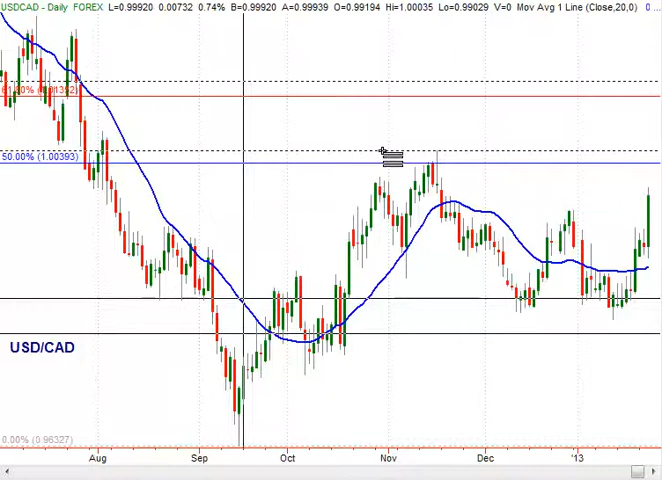 USDCAD - Daily FOREX L=0.99920 0.00732 0.74% B=0.99920 A=0.99939 O=0.99194 Hi=1.00035 Lo=0.99029 V=0 Mov Avg 1 Line (Close,20,0) 0 ...
50.00% (1.00393)
USD/CAD
0.00% (0.96327)
Aug Sep Oct Nov Dec '13